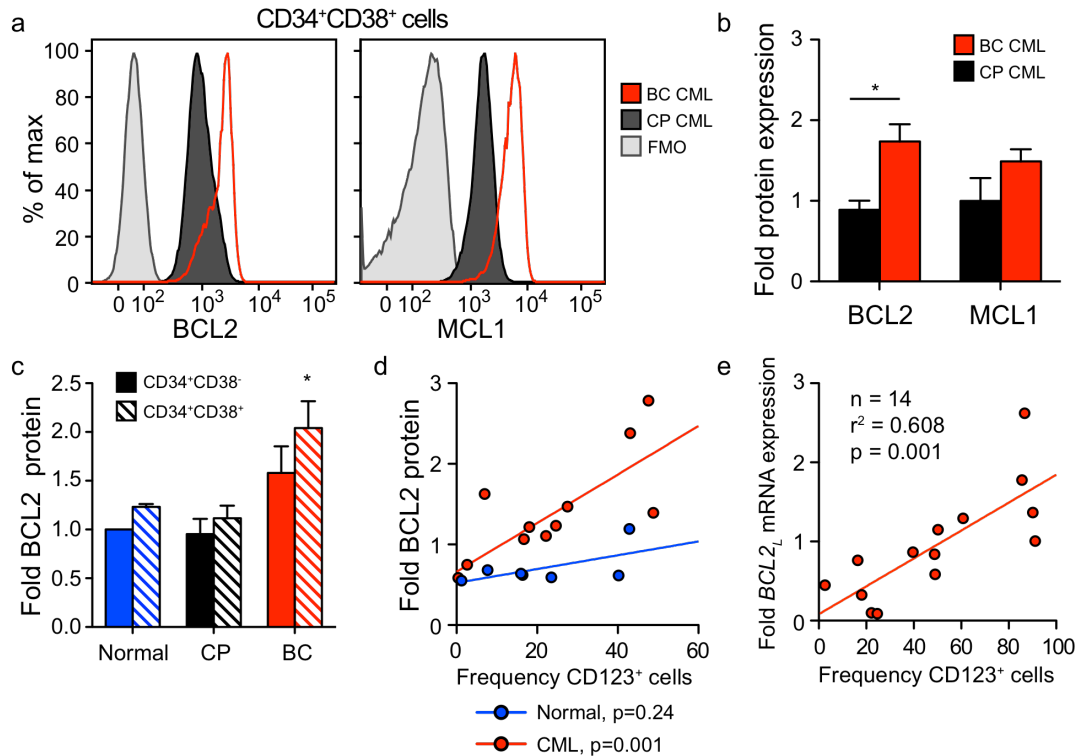 a
CD34⁺CD38⁺ cells
% of max
100
80
60
40
20
0
0 10² 10³ 10⁴ 10⁵
BCL2
0 10² 10³ 10⁴ 10⁵
MCL1
BC CML
CP CML
FMO
b
Fold protein expression
3
2
1
0
*
BC CML
CP CML
BCL2 MCL1
c
Fold BCL2 protein
2.5
2.0
1.5
1.0
0.5
0.0
CD34⁺CD38⁻
CD34⁺CD38⁺
*
Normal CP BC
d
Fold BCL2 protein
3
2
1
0
0 20 40 60
Frequency CD123⁺ cells
Normal, p=0.24
CML, p=0.001
e
Fold BCL2L mRNA expression
3
2
1
0
n = 14
r² = 0.608
p = 0.001
0 20 40 60 80 100
Frequency CD123⁺ cells